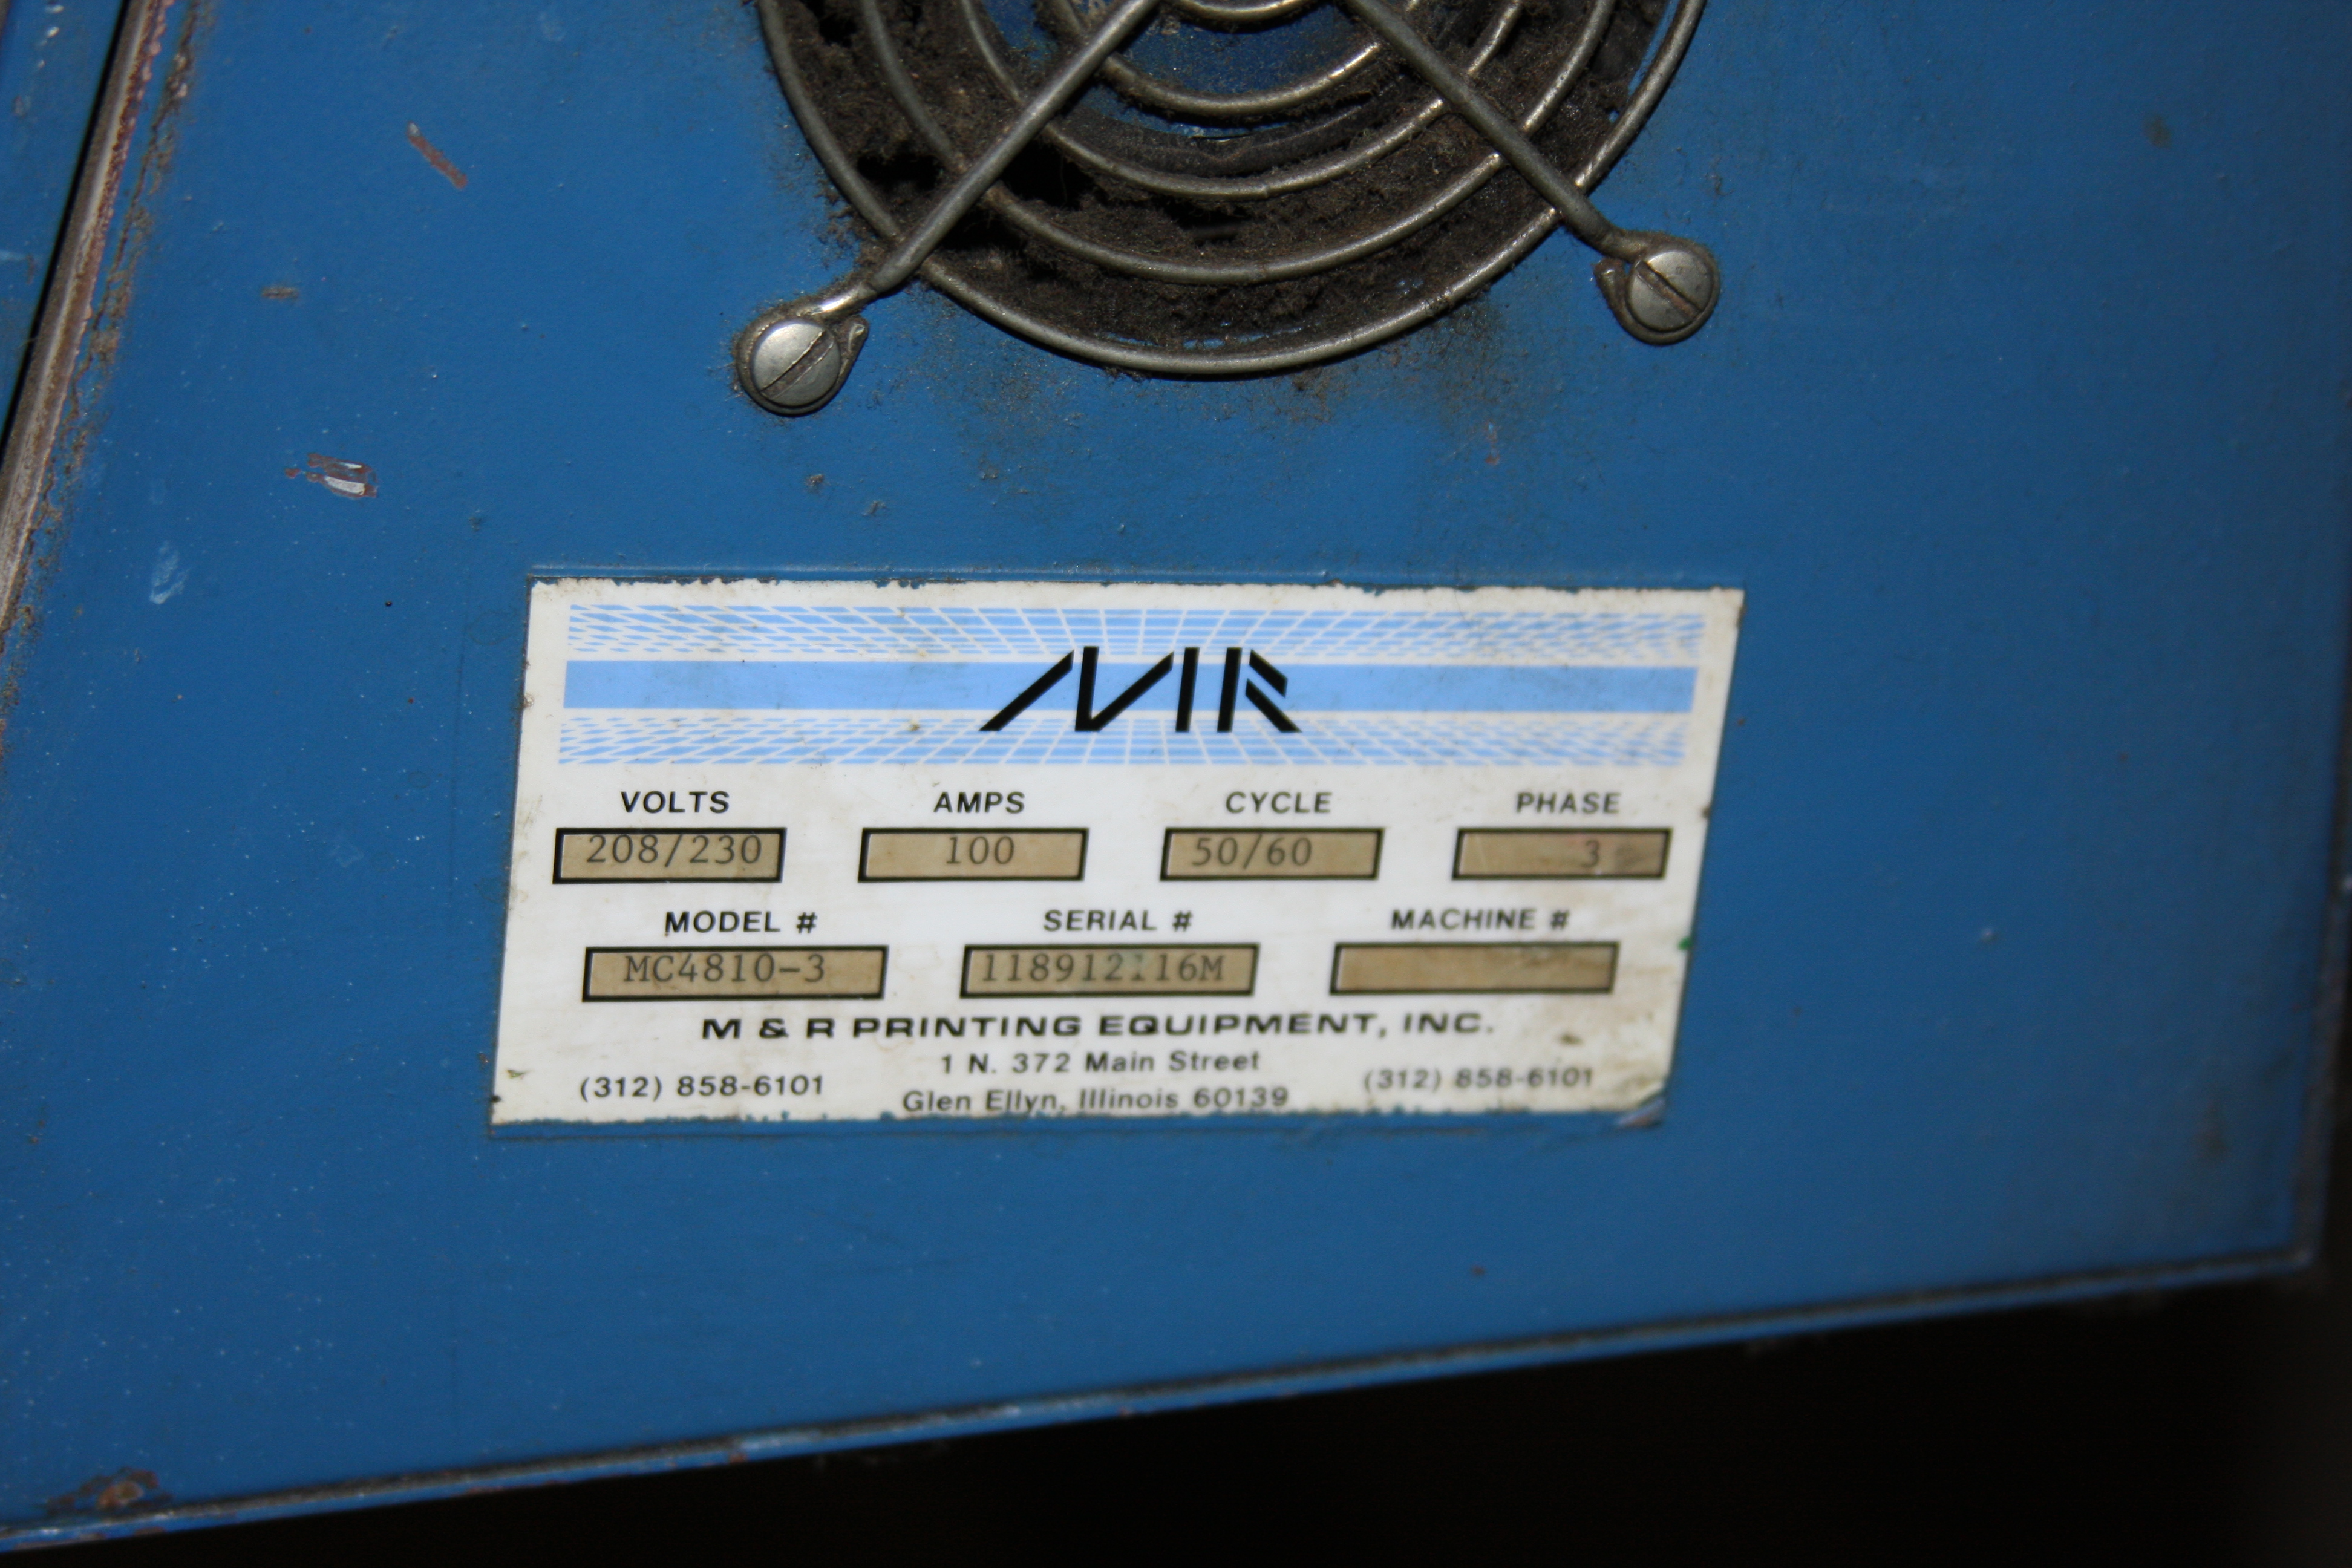 MR
VOLTS AMPS CYCLE PHASE
208/230 100 50/60 3
MODEL # SERIAL # MACHINE #
MC4810-3 118912116M
M & R PRINTING EQUIPMENT, INC.
1 N. 372 Main Street
(312) 858-6101 (312) 858-6101
Glen Ellyn, Illinois 60139